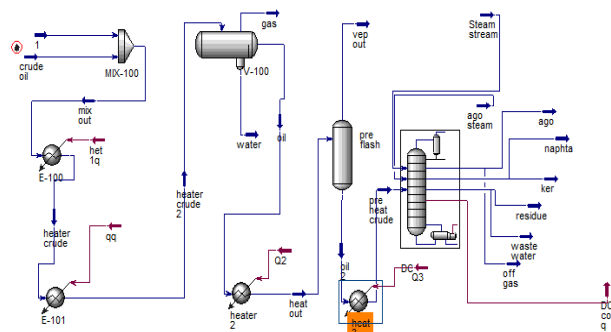 1
crude
oil
MIX-100
mix
out
het
1q
E-100
heater
crude
qq
E-101
heater
crude
2
gas
V-100
water
oil
Q2
heater
2
heat
out
vep
out
pre
flash
oil
2
pre
heat
crude
DC
Q3
heat
Steam
stream
ago
steam
ago
naphta
ker
residue
waste
water
off
gas
co
q